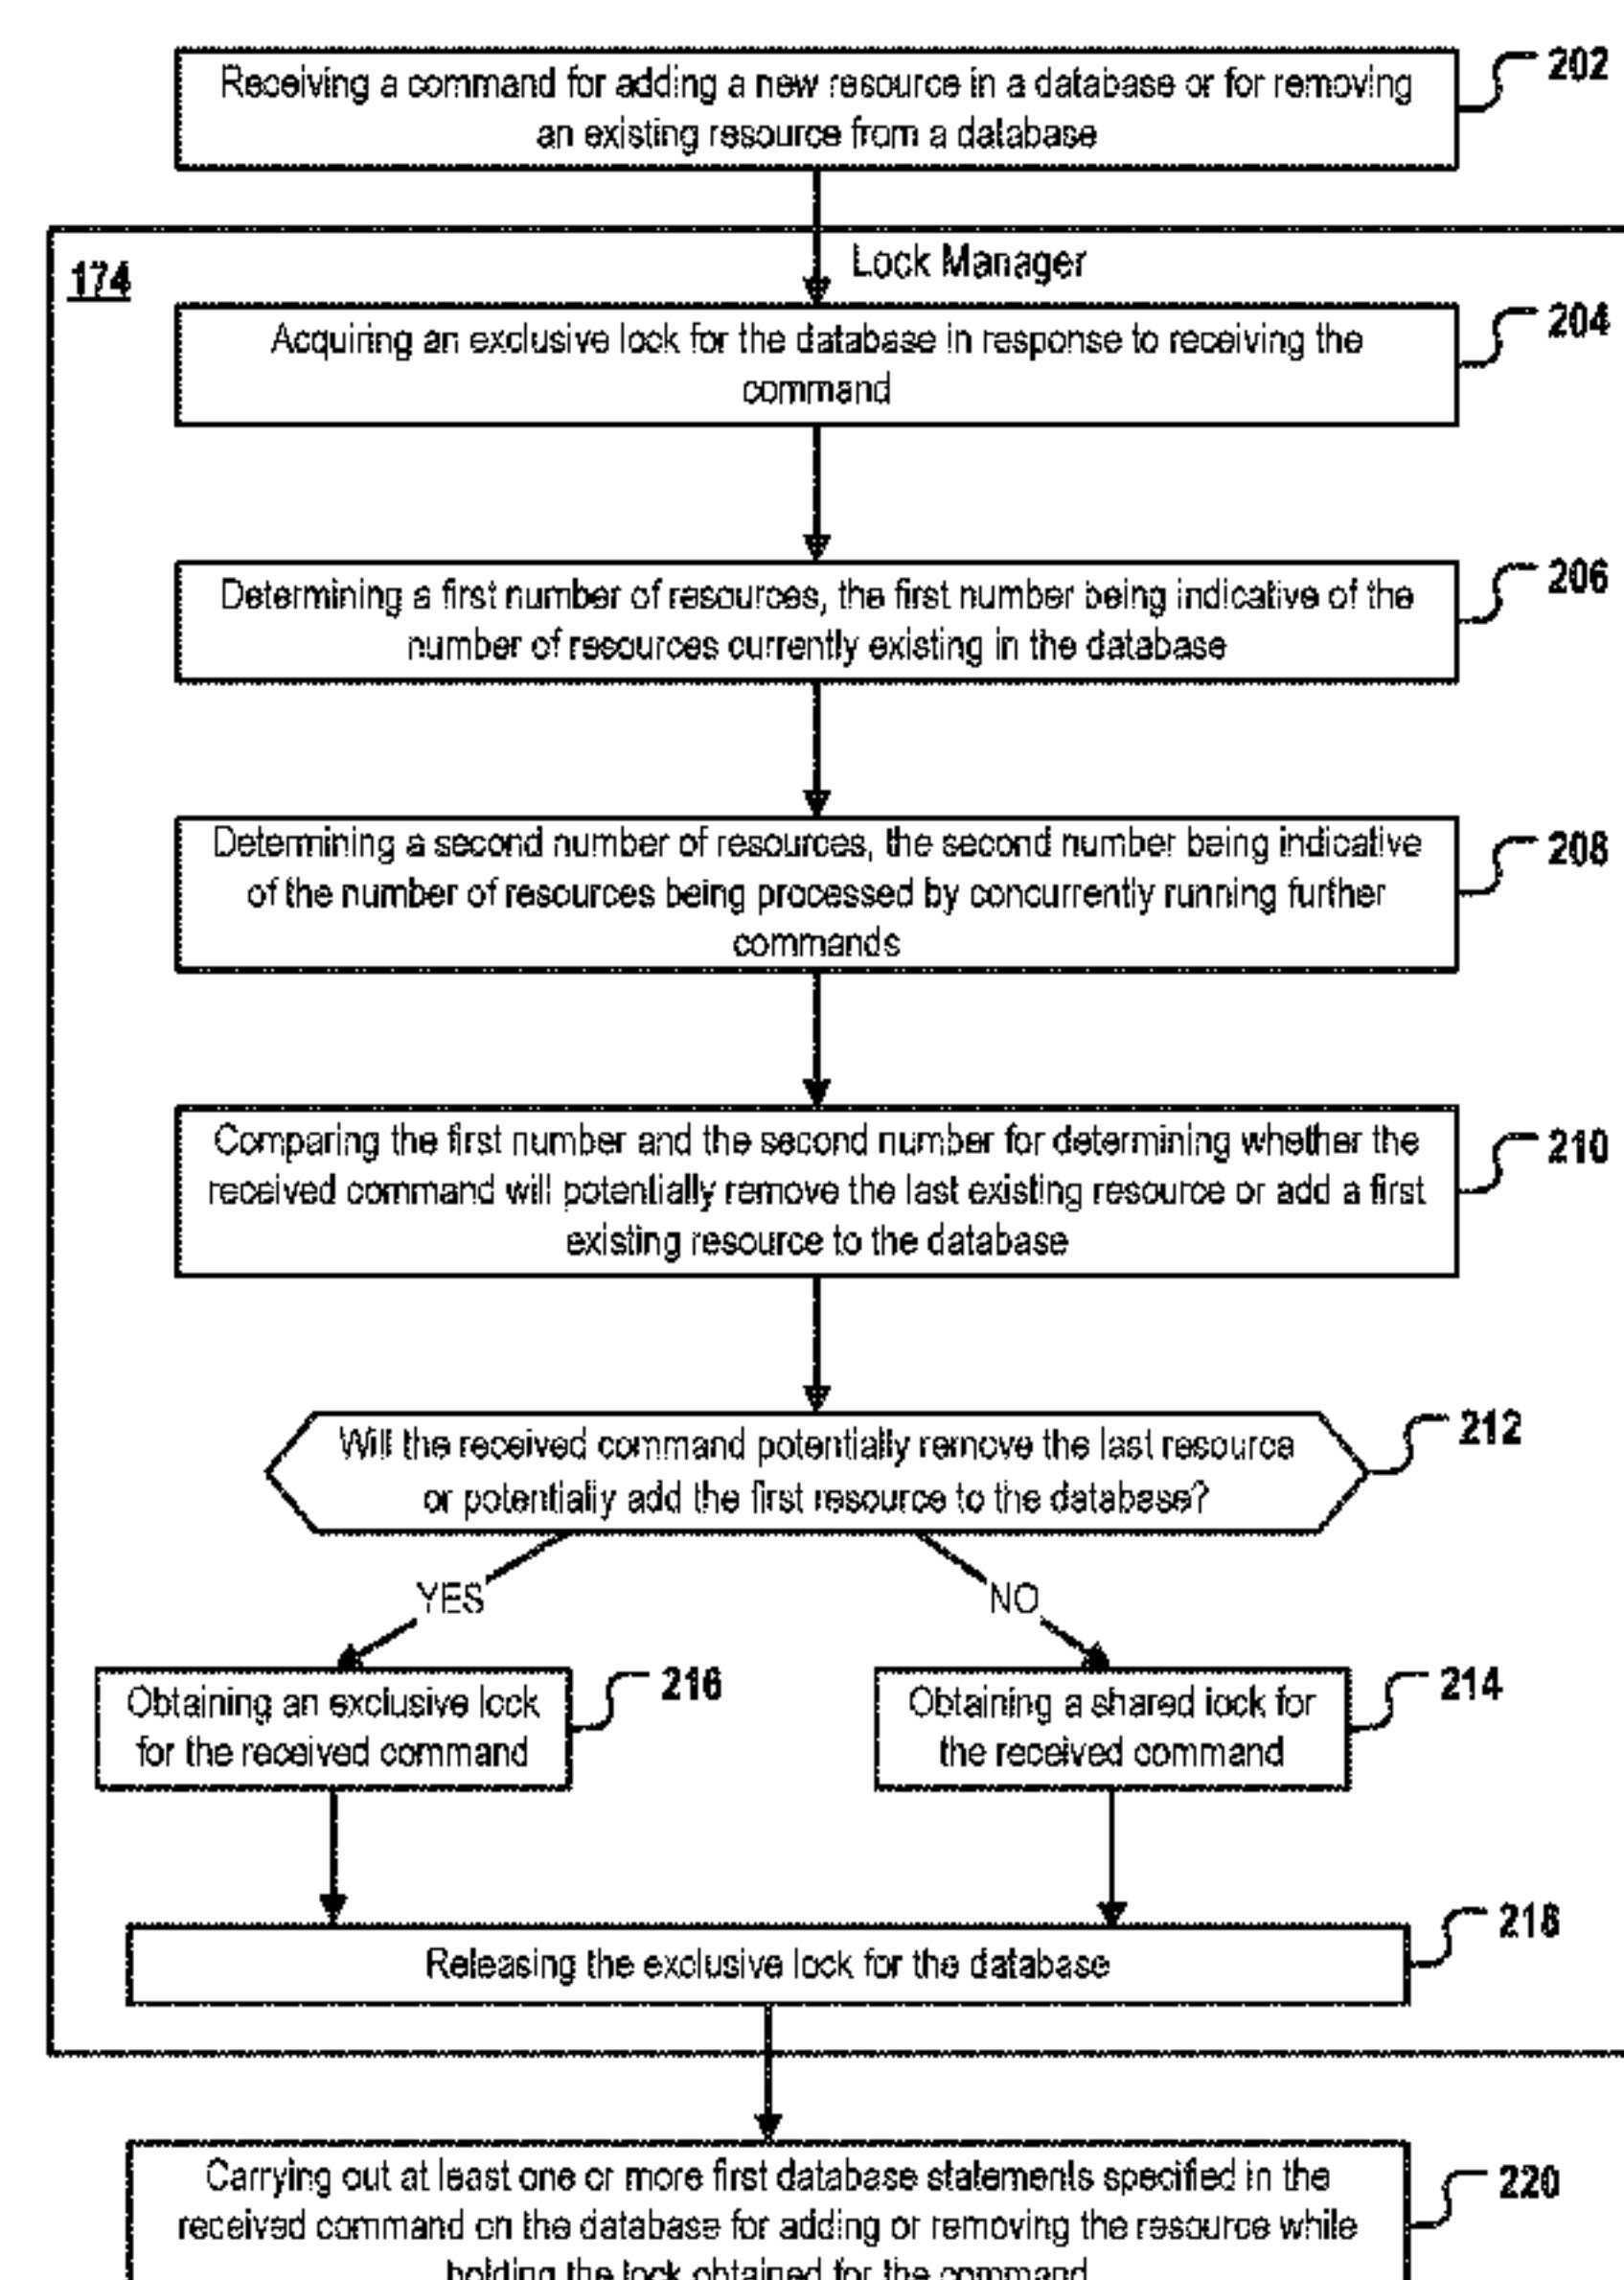 202
Receiving a command for adding a new resource in a database or for removing
an existing resource from a database
Lock Manager
174
204
Acquiring an exclusive lock for the database in response to receiving the
command
206
Determining a first number of resources, the first number being indicative of the
number of resources currently existing in the database
208
Determining a second number of resources, the second number being indicative
of the number of resources being processed by concurrently running further
commands
210
Comparing the first number and the second number for determining whether the
received command will potentially remove the last existing resource or add a first
existing resource to the database
212
Will the received command potentially remove the last resource
or potentially add the first resource to the database?
YES
NO
216
Obtaining an exclusive lock
for the received command
214
Obtaining a shared lock for
the received command
218
Releasing the exclusive lock for the database
220
Carrying out at least one or more first database statements specified in the
received command on the database for adding or removing the resource while
holding the lock obtained for the command